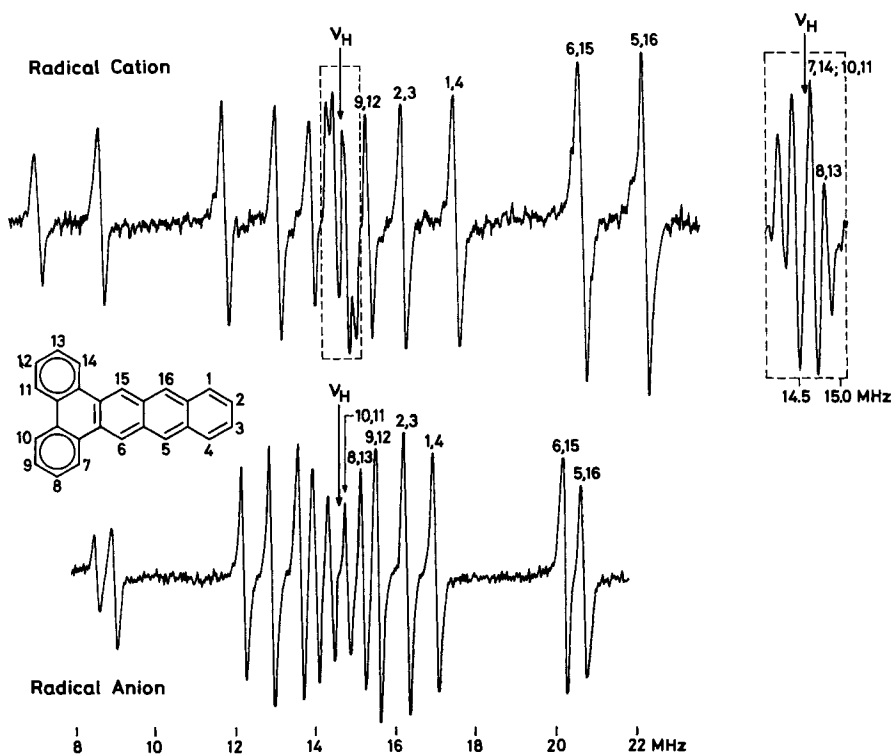 Radical Cation
νH
9,12
2,3
1,4
6,15
5,16
νH
7,14; 10,11
8,13
14.5 15.0 MHz
13
12 14
11
15 16 1
2
10
3
9 7 6 5 4
8
νH
10,11
8,13
9,12
2,3
1,4
6,15
5,16
Radical Anion
8 10 12 14 16 18 20 22 MHz